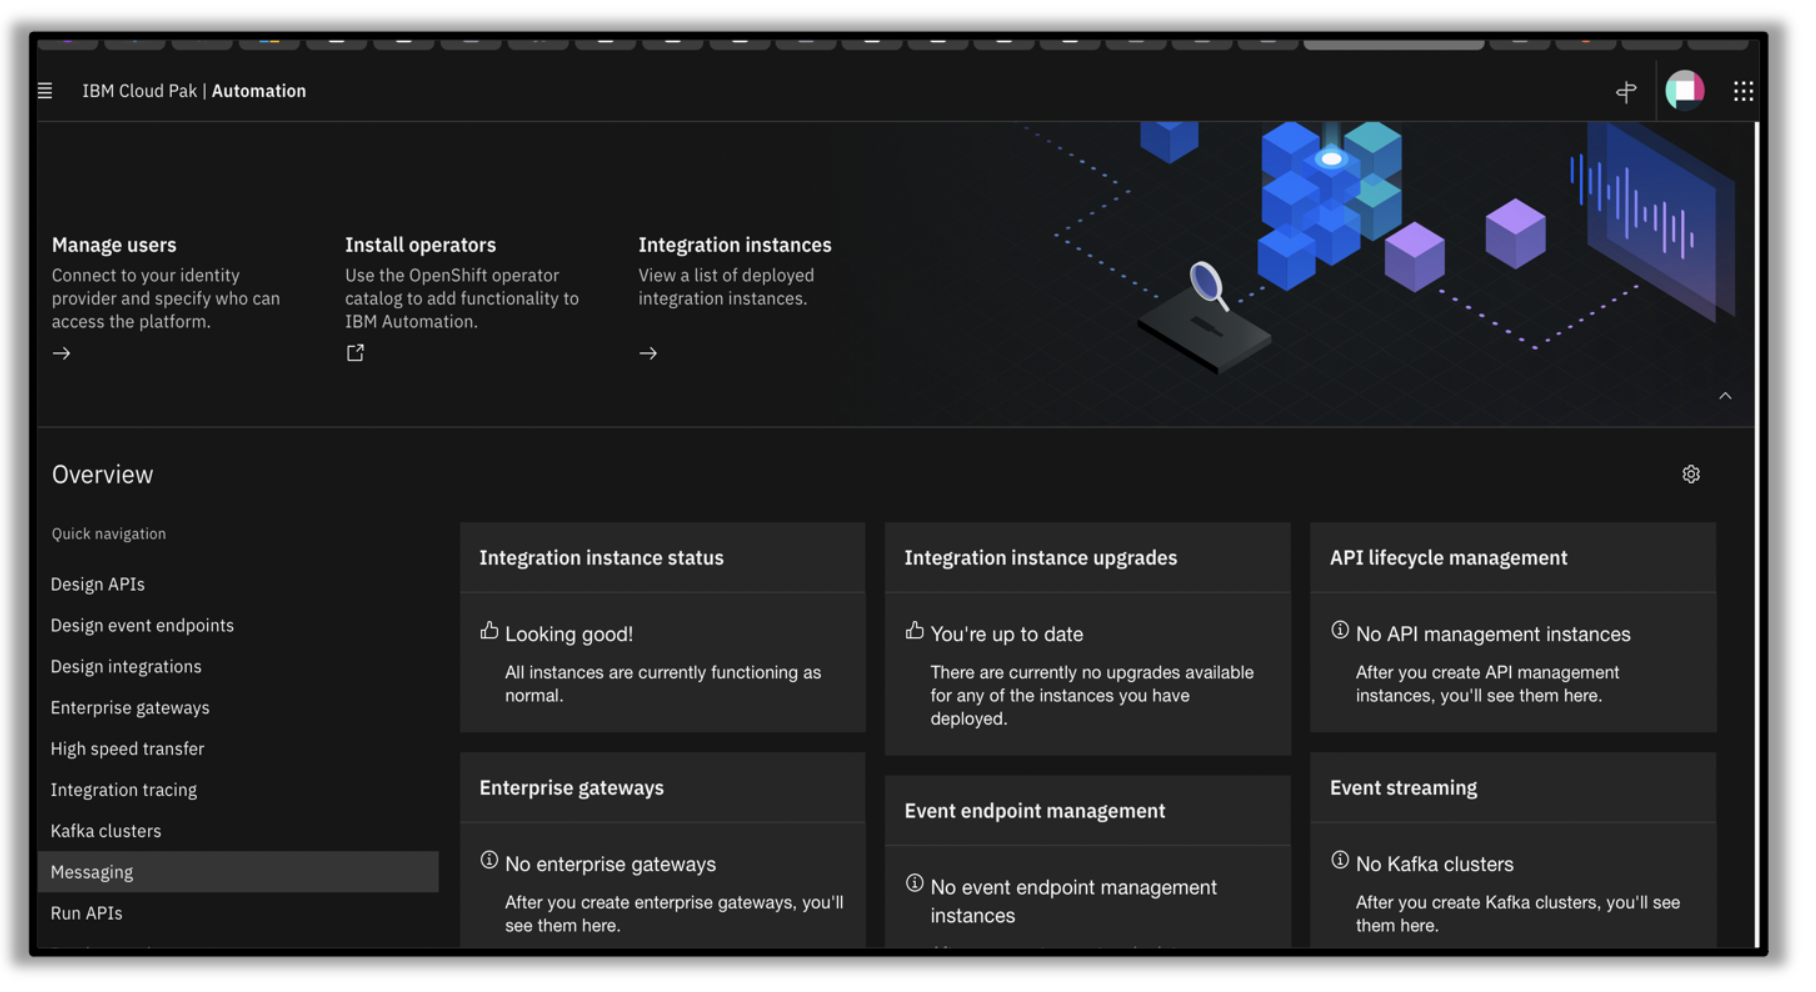 IBM Cloud Pak | Automation
Manage users
Connect to your identity
provider and specify who can
access the platform.
Install operators
Use the OpenShift operator
catalog to add functionality to
IBM Automation.
Integration instances
View a list of deployed
integration instances.
Overview
Quick navigation
Design APIs
Design event endpoints
Design integrations
Enterprise gateways
High speed transfer
Integration tracing
Kafka clusters
Messaging
Run APIs
Integration instance status
Looking good!
All instances are currently functioning as
normal.
Integration instance upgrades
You're up to date
There are currently no upgrades available
for any of the instances you have
deployed.
API lifecycle management
No API management instances
After you create API management
instances, you'll see them here.
Enterprise gateways
No enterprise gateways
After you create enterprise gateways, you'll
see them here.
Event endpoint management
No event endpoint management
instances
Event streaming
No Kafka clusters
After you create Kafka clusters, you'll see
them here.